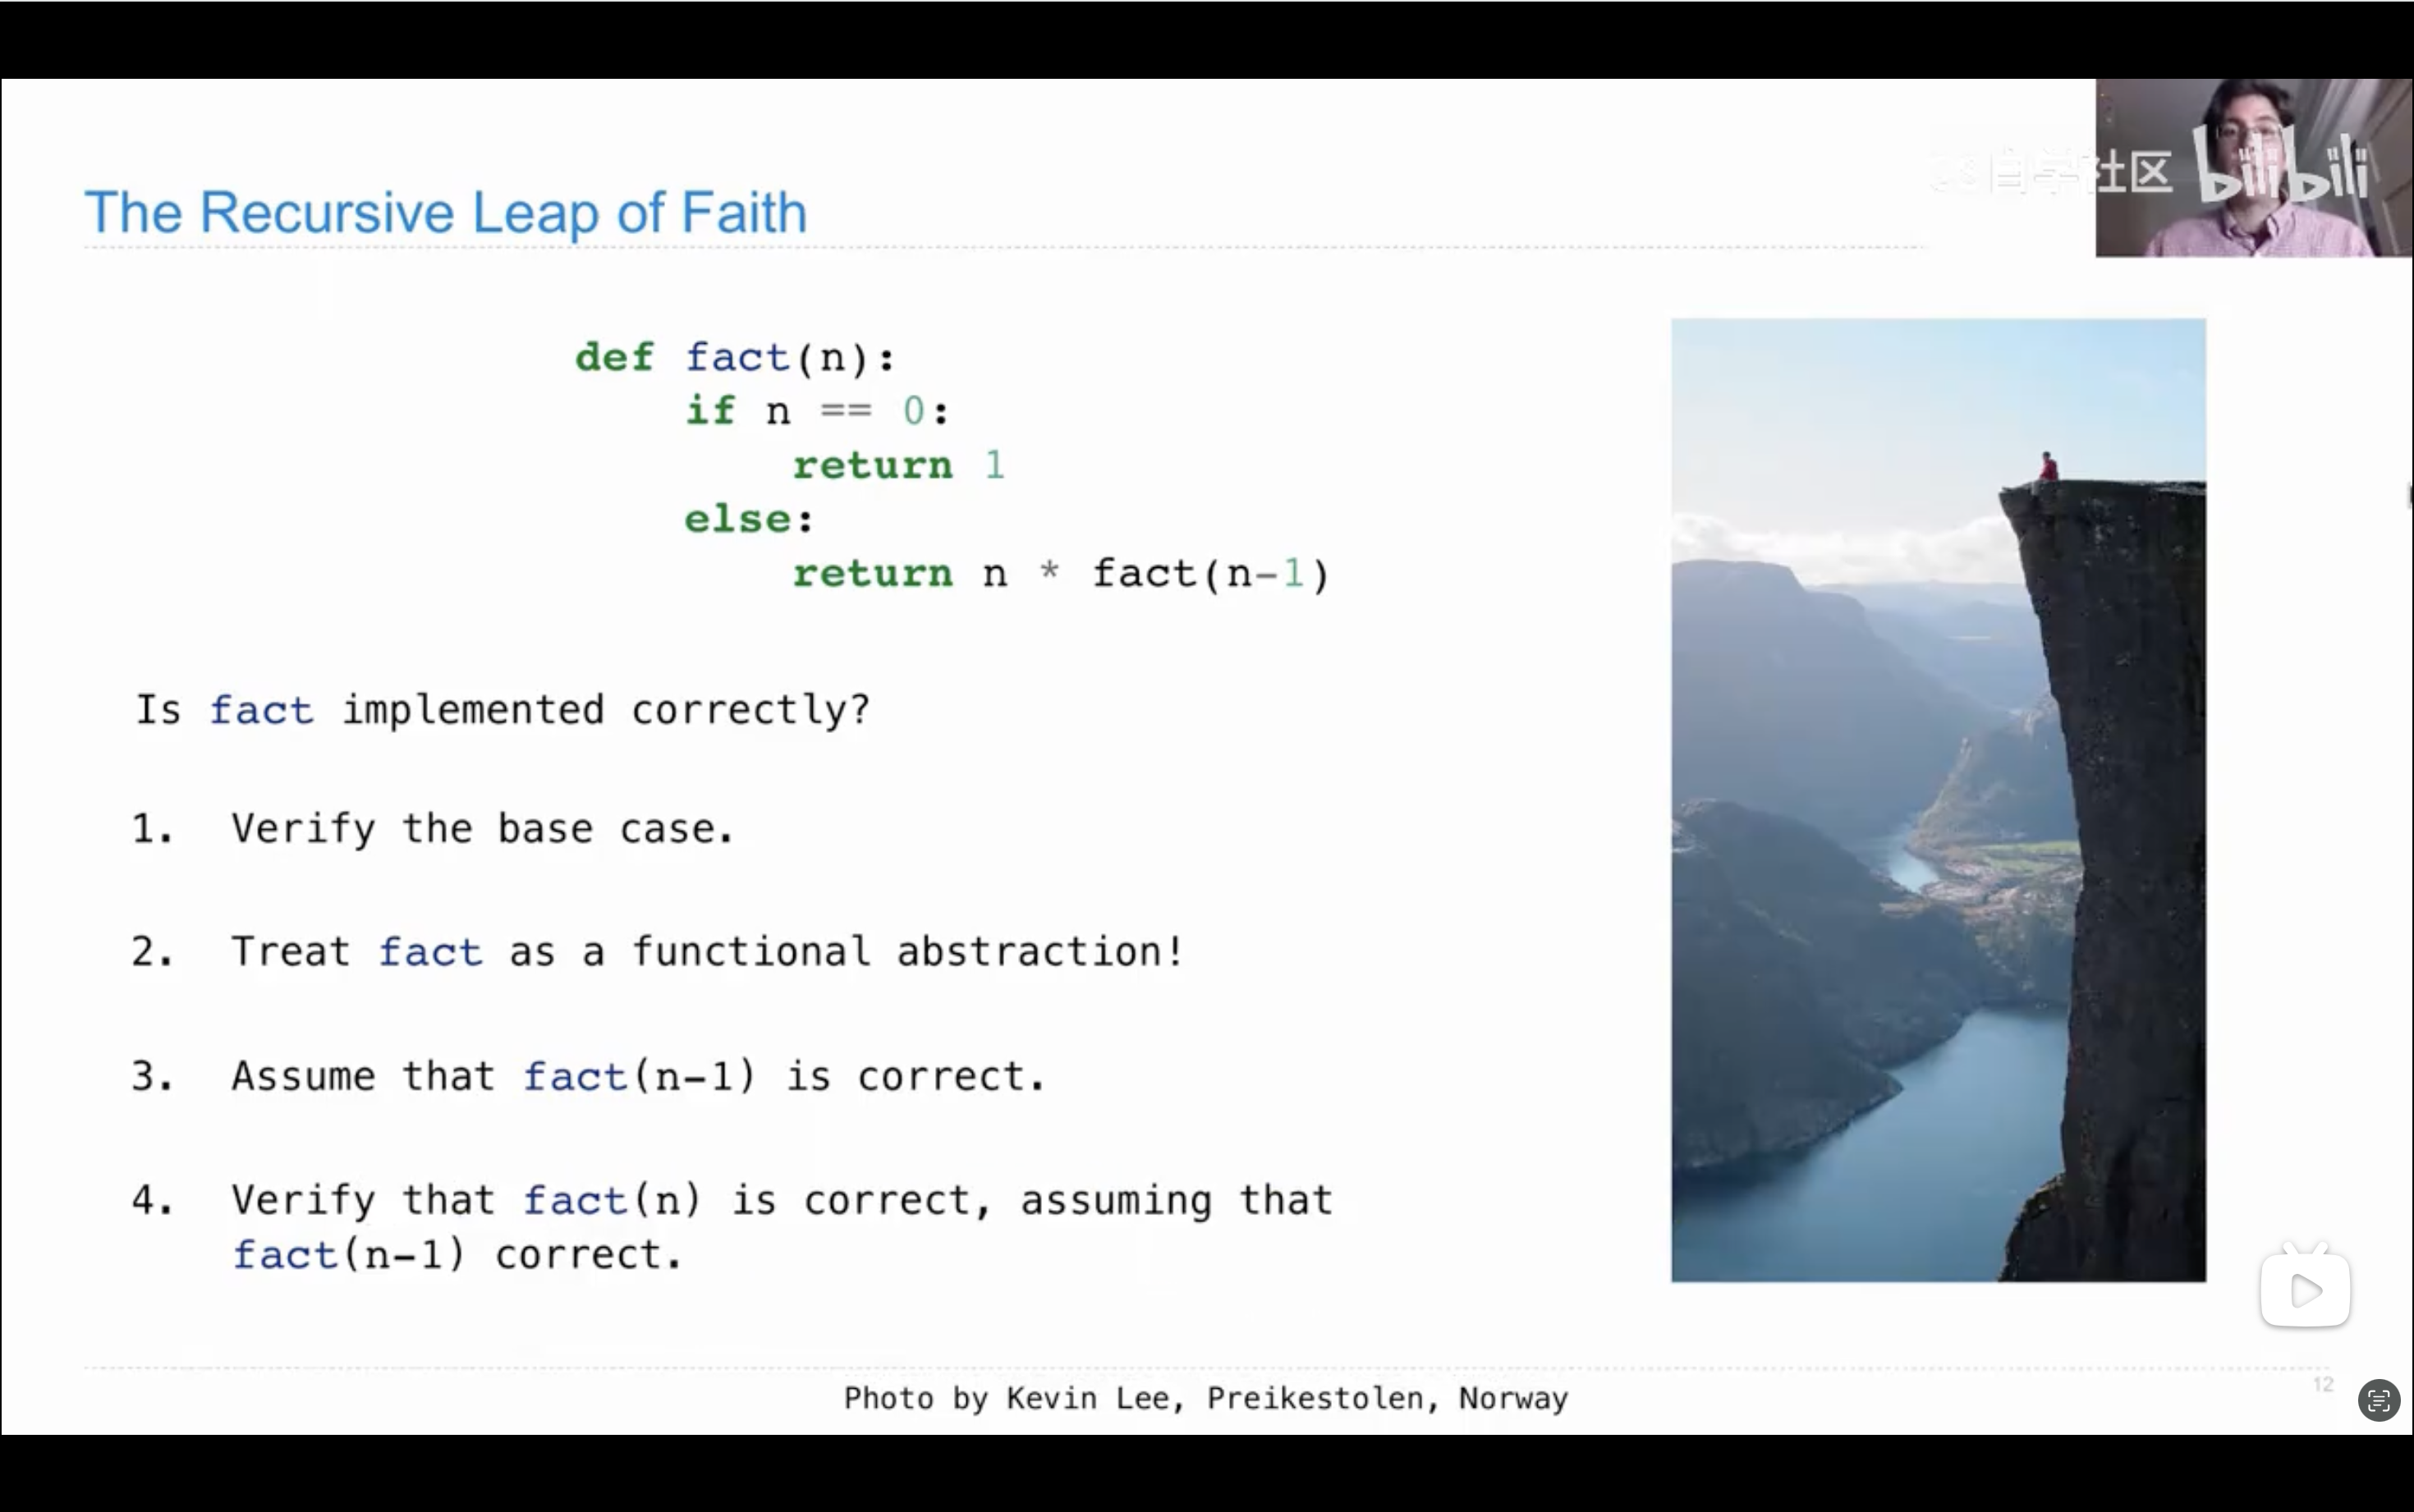 自学社区 bilibili
The Recursive Leap of Faith
def fact(n):
if n == 0:
return 1
else:
return n * fact(n-1)
Is fact implemented correctly?
1. Verify the base case.
2. Treat fact as a functional abstraction!
3. Assume that fact(n-1) is correct.
4. Verify that fact(n) is correct, assuming that
fact(n-1) correct.
Photo by Kevin Lee, Preikestolen, Norway
12